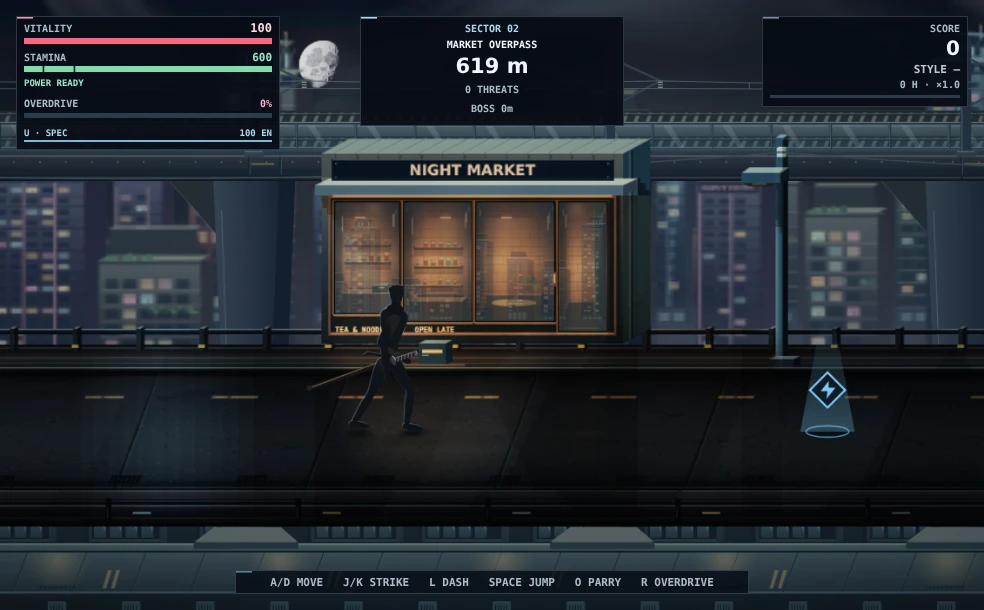 VITALITY 100
STAMINA 600
POWER READY
OVERDRIVE 0%
U · SPEC 100 EN
SECTOR 02
MARKET OVERPASS
619 m
0 THREATS
BOSS 0m
SCORE
0
STYLE —
0 H · ×1.0
NIGHT MARKET
TEA & NOOD
OPEN LATE
A/D MOVE J/K STRIKE L DASH SPACE JUMP O PARRY R OVERDRIVE